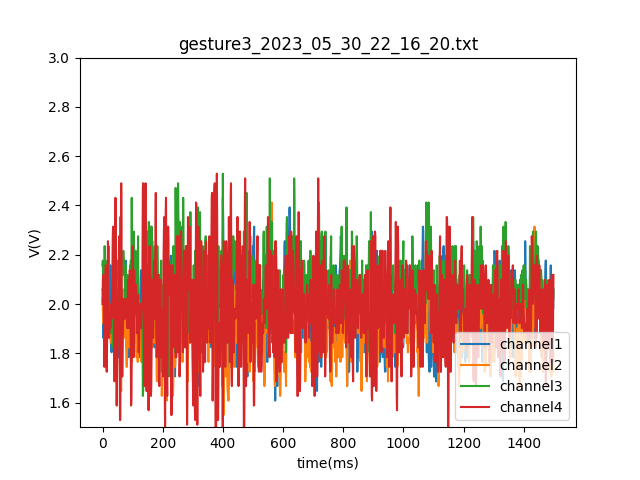 gesture3_2023_05_30_22_16_20.txt
3.0
2.8
2.6
2.4
2.2
2.0
1.8
1.6
V(V)
channel1
channel2
channel3
channel4
0 200 400 600 800 1000 1200 1400
time(ms)